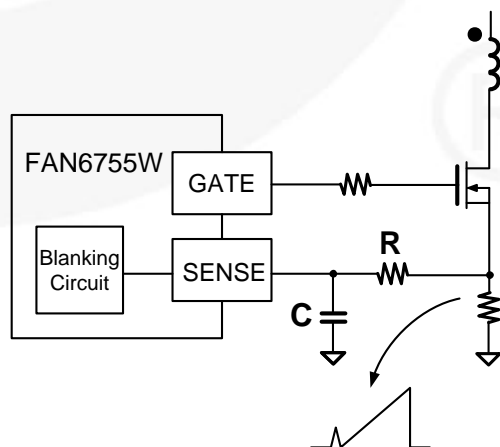 FAN6755W
GATE
Blanking
Circuit
SENSE
R
C